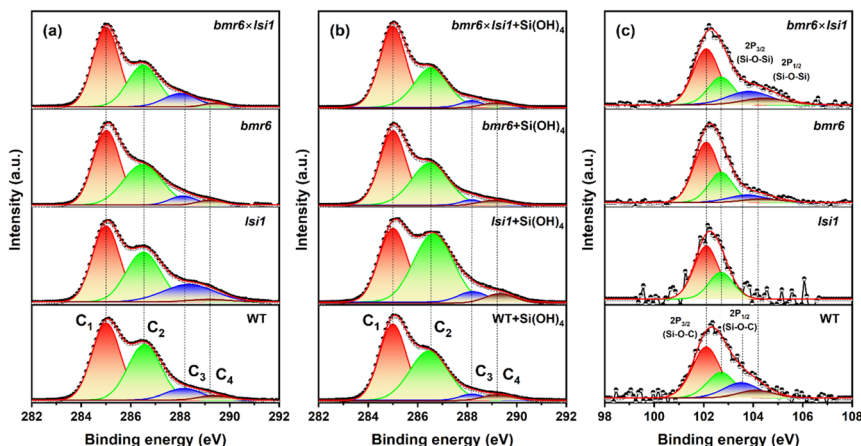 (a)
bmr6×lsi1
bmr6
lsi1
WT
C1
C2
C3
C4
Intensity (a.u.)
282 284 286 288 290 292
Binding energy (eV)
(b)
bmr6×lsi1+Si(OH)4
bmr6+Si(OH)4
lsi1+Si(OH)4
WT+Si(OH)4
C1
C2
C3
C4
282 284 286 288 290 292
Binding energy (eV)
(c)
bmr6×lsi1
2P3/2
(Si-O-Si)
2P1/2
(Si-O-Si)
bmr6
lsi1
WT
2P3/2
(Si-O-C)
2P1/2
(Si-O-C)
Intensity (a.u.)
98 100 102 104 106 108
Binding energy (eV)